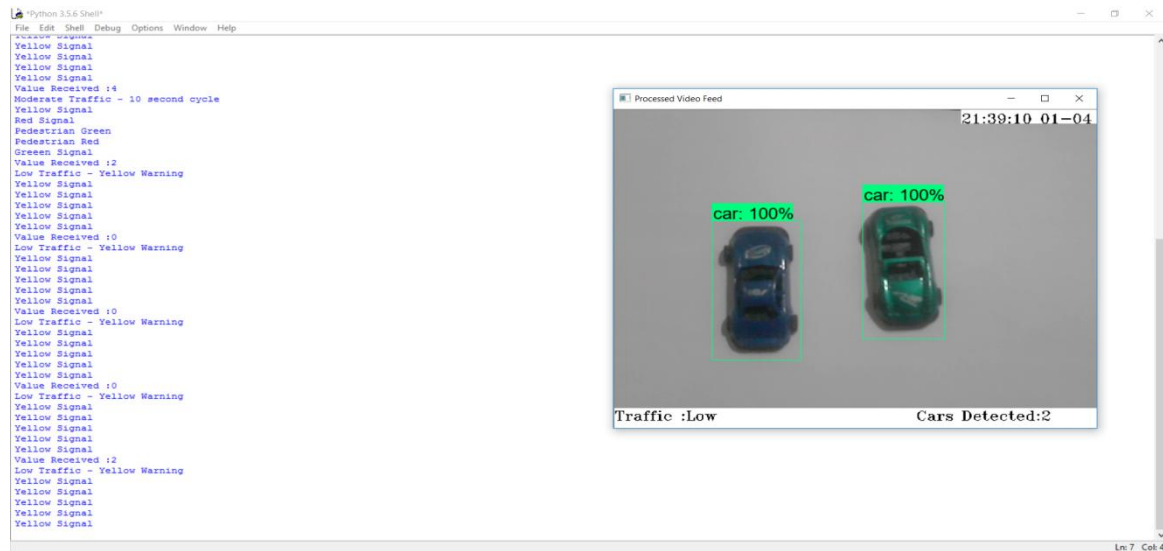 *Python 3.5.6 Shell*
File Edit Shell Debug Options Window Help
Yellow Signal
Yellow Signal
Yellow Signal
Yellow Signal
Yellow Signal
Value Received :4
Moderate Traffic - 10 second cycle
Yellow Signal
Red Signal
Pedestrian Green
Pedestrian Red
Greeen Signal
Value Received :2
Low Traffic - Yellow Warning
Yellow Signal
Yellow Signal
Yellow Signal
Yellow Signal
Yellow Signal
Value Received :0
Low Traffic - Yellow Warning
Yellow Signal
Yellow Signal
Yellow Signal
Yellow Signal
Yellow Signal
Value Received :0
Low Traffic - Yellow Warning
Yellow Signal
Yellow Signal
Yellow Signal
Yellow Signal
Yellow Signal
Value Received :0
Low Traffic - Yellow Warning
Yellow Signal
Yellow Signal
Yellow Signal
Yellow Signal
Yellow Signal
Value Received :2
Low Traffic - Yellow Warning
Yellow Signal
Yellow Signal
Yellow Signal
Yellow Signal
Yellow Signal
Processed Video Feed
21:39:10 01-04
car: 100%
car: 100%
Traffic :Low Cars Detected:2
Ln: 7 Col: 4